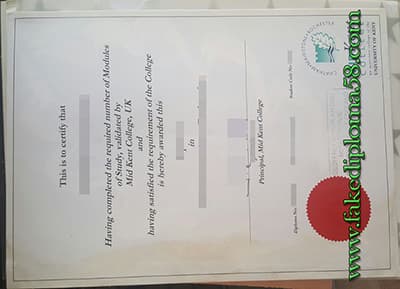 This is to certify that
Having completed the required number of Modules
of Study, validated by
Mid Kent College, UK
and
having satisfied the requirement of the College
is hereby awarded this
in
Principal, Mid Kent College
Diploma No:
Student Code No:
UNIVERSITY OF KENT
www.fakediploma58.com